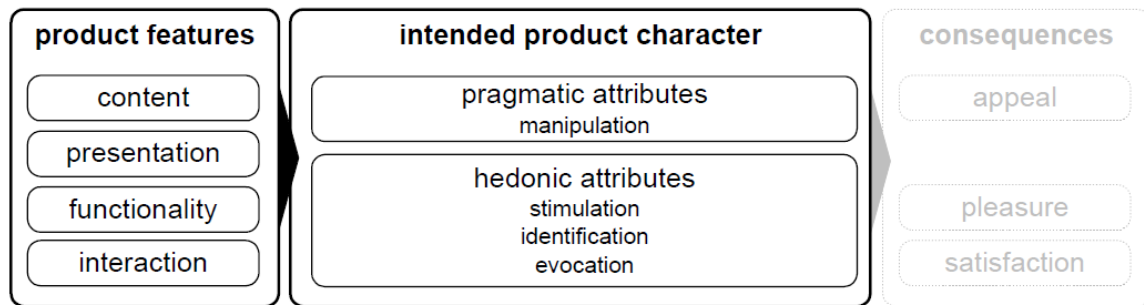 product features
content
presentation
functionality
interaction
intended product character
pragmatic attributes
manipulation
hedonic attributes
stimulation
identification
evocation
consequences
appeal
pleasure
satisfaction